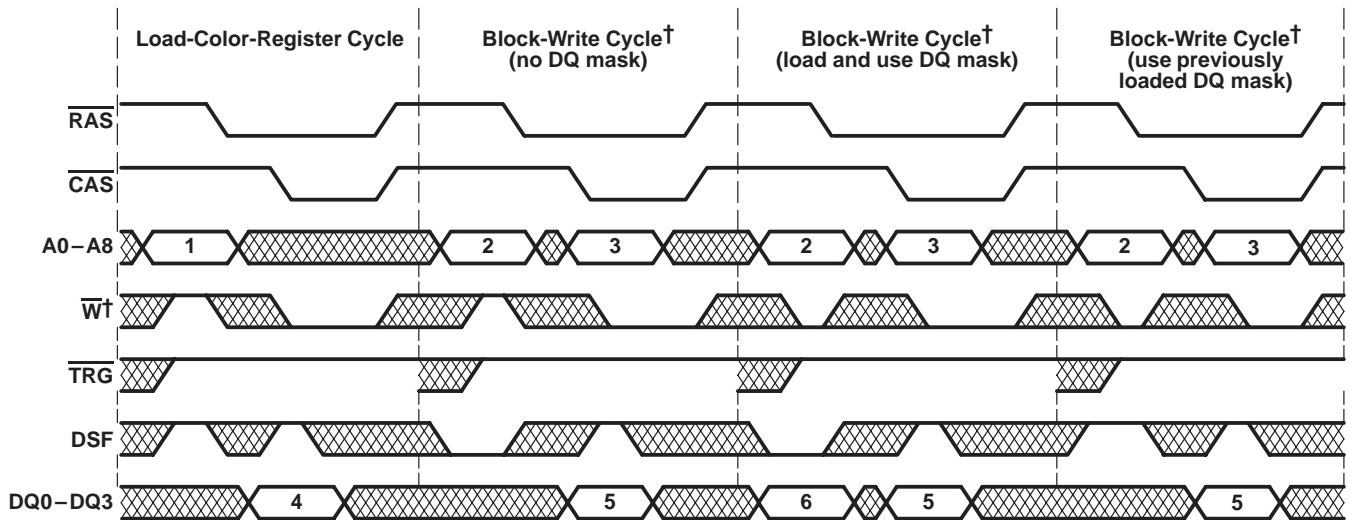 Load-Color-Register Cycle
Block-Write Cycle†
(no DQ mask)
Block-Write Cycle†
(load and use DQ mask)
Block-Write Cycle†
(use previously
loaded DQ mask)
RAS
CAS
A0–A8 1 2 3 2 3 2 3
W†
TRG
DSF
DQ0–DQ3 4 5 6 5 5